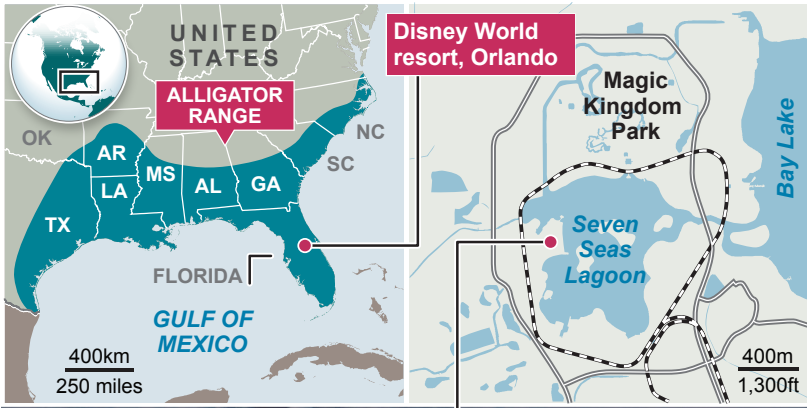 UNITED
STATES
ALLIGATOR
RANGE
OK
AR
NC
SC
MS
LA
AL
GA
TX
FLORIDA
GULF OF
MEXICO
400km
250 miles
Disney World
resort, Orlando
Magic
Kingdom
Park
Bay Lake
Seven
Seas
Lagoon
400m
1,300ft